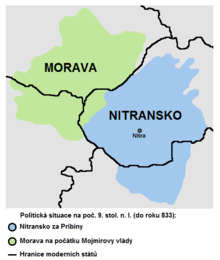 MORAVA
NITRANSKO
Nitra
Politická situace na poč. 9. stol. n. l. (do roku 833):
Nitransko za Pribiny
Morava na počátku Mojmírovy vlády
Hranice moderních států